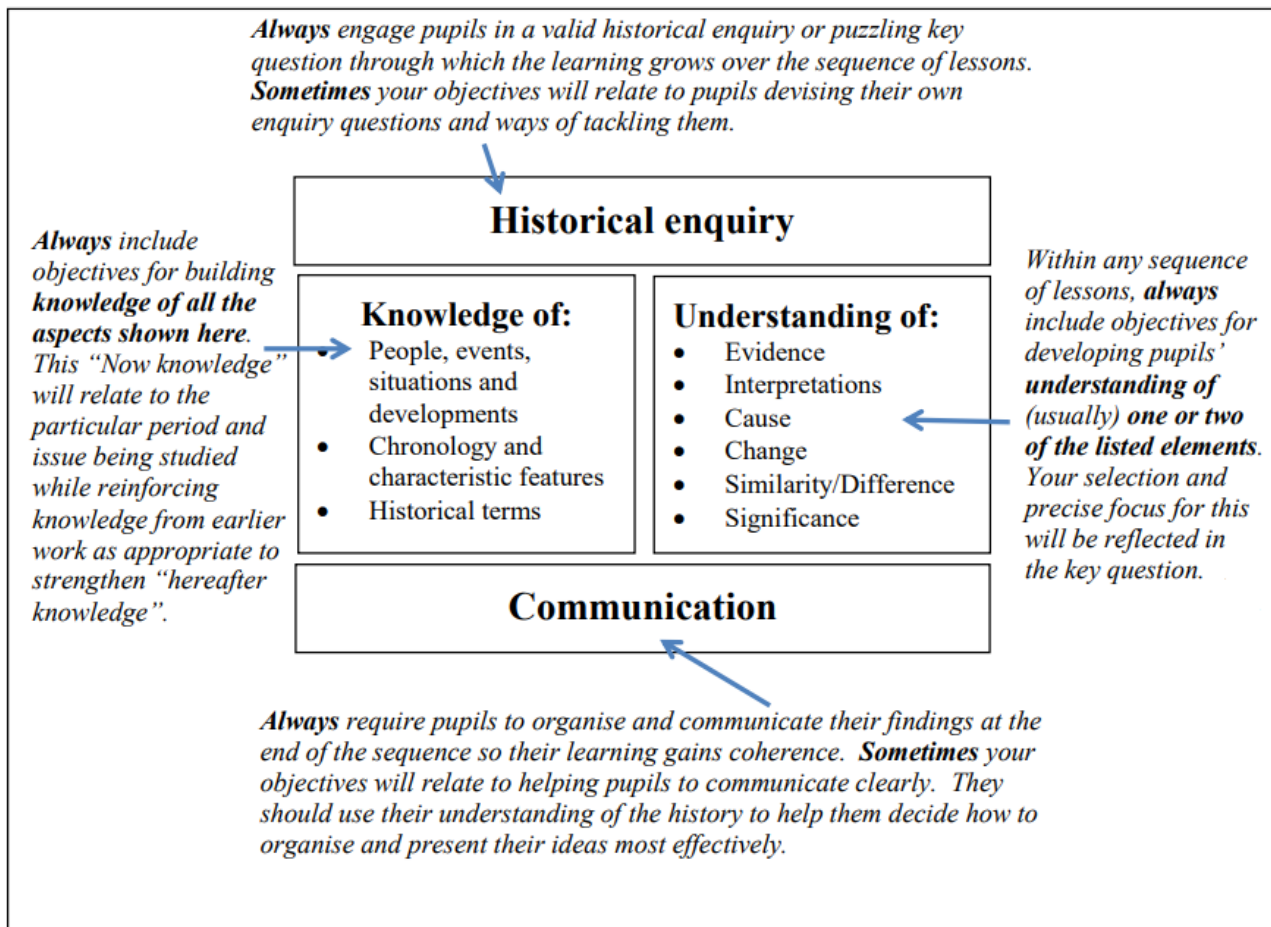 Always engage pupils in a valid historical enquiry or puzzling key
question through which the learning grows over the sequence of lessons.
Sometimes your objectives will relate to pupils devising their own
enquiry questions and ways of tackling them.
Historical enquiry
Always include
objectives for building
knowledge of all the
aspects shown here.
This “Now knowledge”
will relate to the
particular period and
issue being studied
while reinforcing
knowledge from earlier
work as appropriate to
strengthen “hereafter
knowledge”.
Knowledge of:
• People, events,
situations and
developments
• Chronology and
characteristic features
• Historical terms
Understanding of:
• Evidence
• Interpretations
• Cause
• Change
• Similarity/Difference
• Significance
Within any sequence
of lessons, always
include objectives for
developing pupils’
understanding of
(usually) one or two
of the listed elements.
Your selection and
precise focus for this
will be reflected in
the key question.
Communication
Always require pupils to organise and communicate their findings at the
end of the sequence so their learning gains coherence. Sometimes your
objectives will relate to helping pupils to communicate clearly. They
should use their understanding of the history to help them decide how to
organise and present their ideas most effectively.